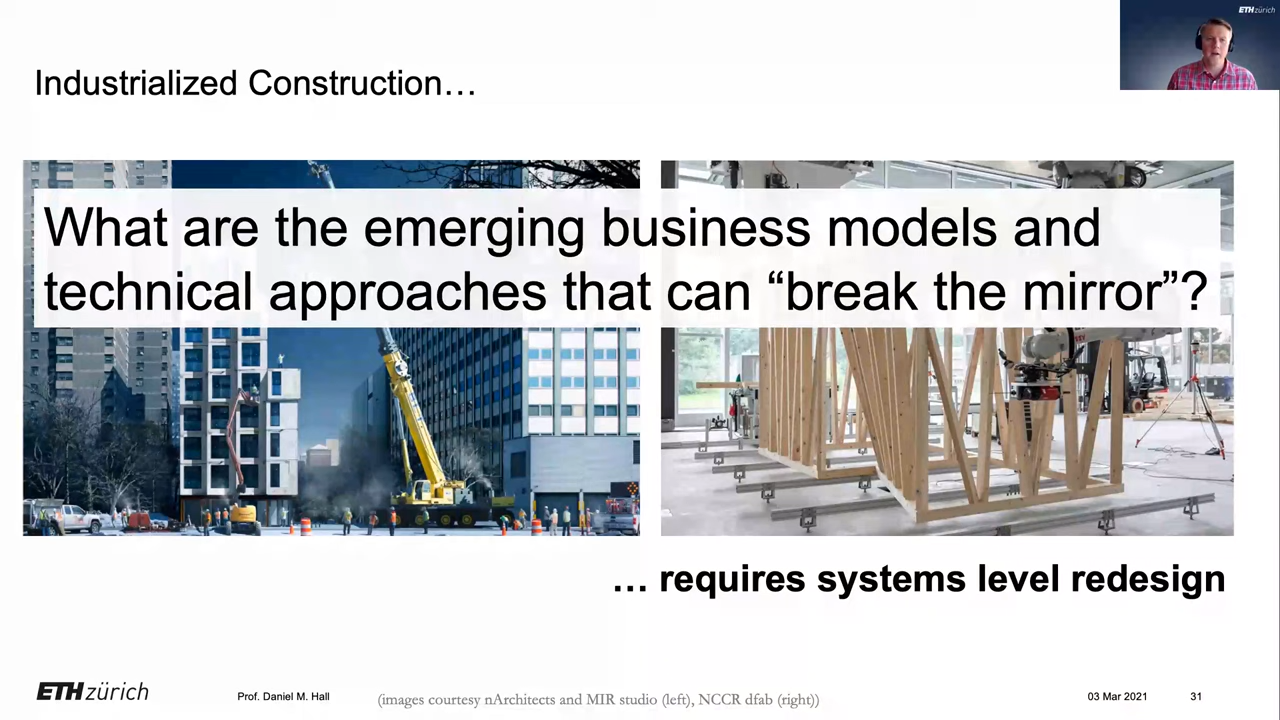 ETH zürich
Industrialized Construction…
What are the emerging business models and
technical approaches that can “break the mirror”?
… requires systems level redesign
ETH zürich
Prof. Daniel M. Hall
(images courtesy nArchitects and MIR studio (left), NCCR dfab (right))
03 Mar 2021
31